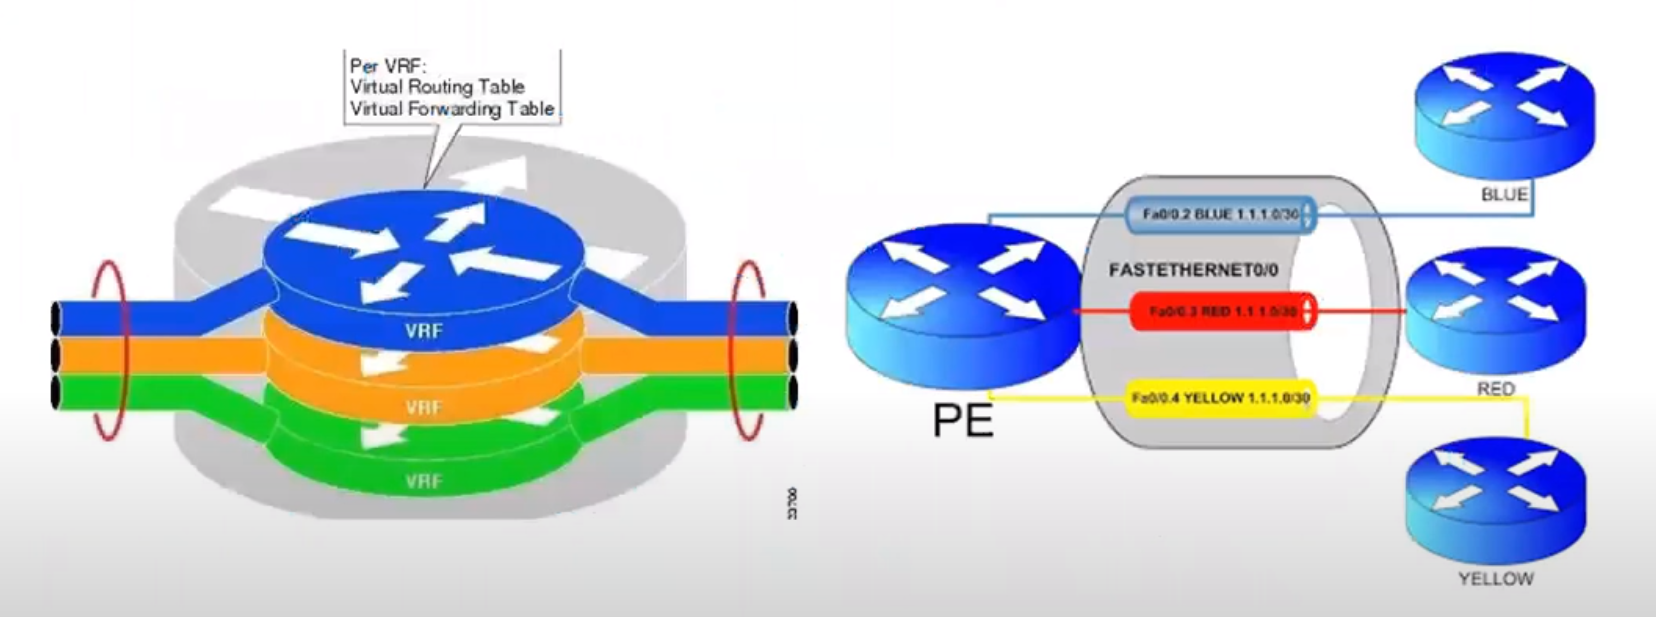 Per VRF:
Virtual Routing Table
Virtual Forwarding Table
VRF
VRF
VRF
23700
BLUE
Fa0/0.2 BLUE 1.1.1.0/30
FASTETHERNET0/0
Fa0/0.3 RED 1.1.1.0/30
RED
Fa0/0.4 YELLOW 1.1.1.0/30
PE
YELLOW